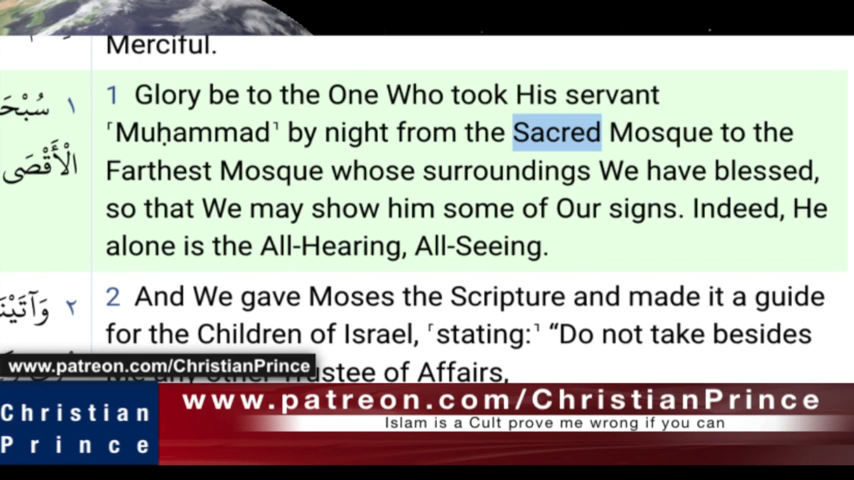 Merciful.
1 Glory be to the One Who took His servant
سُبْحَ ١
⸢Muḥammad⸣ by night from the Sacred Mosque to the
الْأَقْصَى
Farthest Mosque whose surroundings We have blessed,
so that We may show him some of Our signs. Indeed, He
alone is the All-Hearing, All-Seeing.
2 And We gave Moses the Scripture and made it a guide
وَآتَيْنَا ٢
for the Children of Israel, ⸢stating:⸣ “Do not take besides
Me any other Trustee of Affairs,
www.patreon.com/ChristianPrince
www.patreon.com/ChristianPrince
Islam is a Cult prove me wrong if you can
Christian
Prince